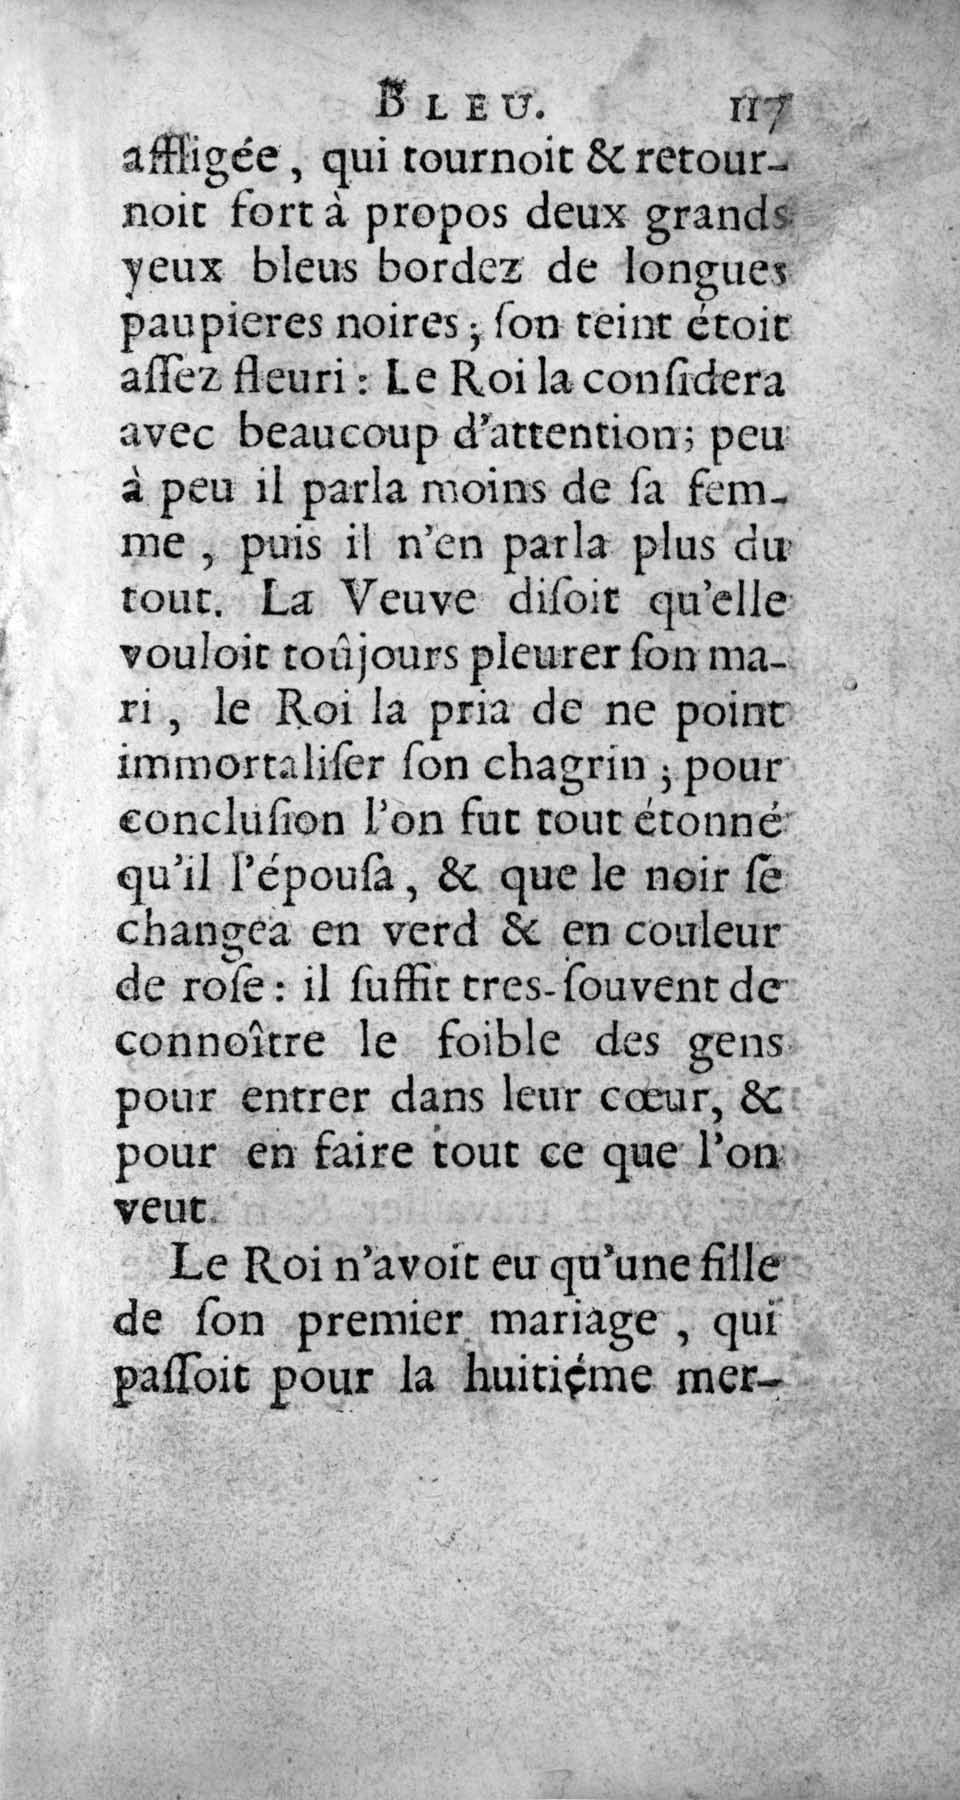 BLEU. 117
affligée, qui tournoit & retour-
noit fort à propos deux grands
yeux bleus bordez de longues
paupieres noires; ſon teint étoit
aſſez fleuri: Le Roi la conſidera
avec beaucoup d'attention; peu
à peu il parla moins de ſa fem-
me, puis il n'en parla plus du
tout. La Veuve diſoit qu'elle
vouloit toûjours pleurer ſon ma-
ri, le Roi la pria de ne point
immortaliſer ſon chagrin; pour
concluſion l'on fut tout étonné
qu'il l'épouſa, & que le noir ſe
changea en verd & en couleur
de roſe: il ſuffit tres-ſouvent de
connoître le foible des gens
pour entrer dans leur cœur, &
pour en faire tout ce que l'on
veut.
Le Roi n'avoit eu qu'une fille
de ſon premier mariage, qui
paſſoit pour la huitiéme mer-